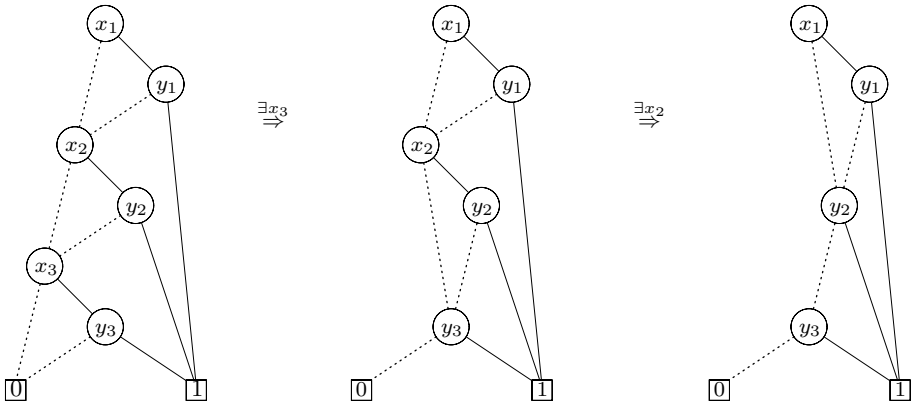 x₁ x₁ x₁
y₁ y₁ y₁
∃x₃ ⇒ ∃x₂ ⇒
x₂ x₂
y₂ y₂ y₂
x₃
y₃ y₃ y₃
0 1 0 1 0 1